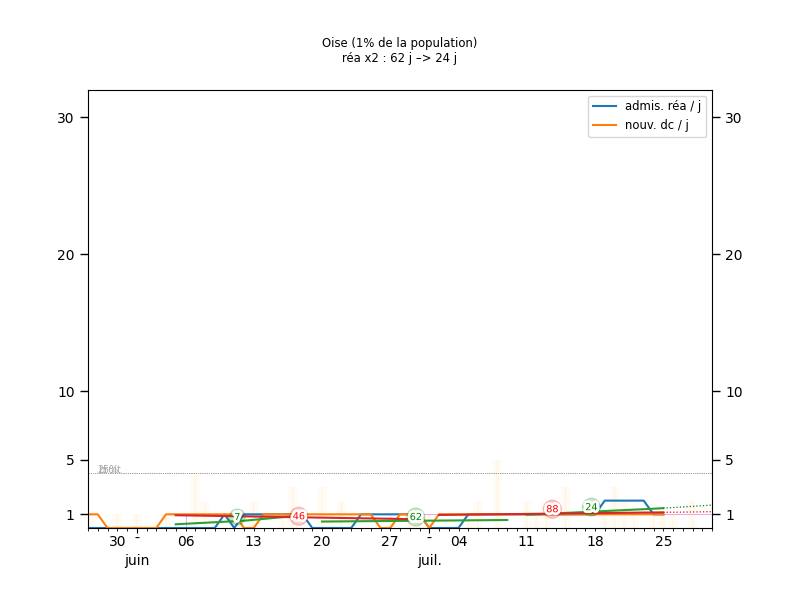 Oise (1% de la population)
réa x2 : 62 j –> 24 j
admis. réa / j
nouv. dc / j
30 30
20 20
10 10
5 5
1 1
7 46 62 88 24
30 - 06 13 20 27 - 04 11 18 25
juin juil.